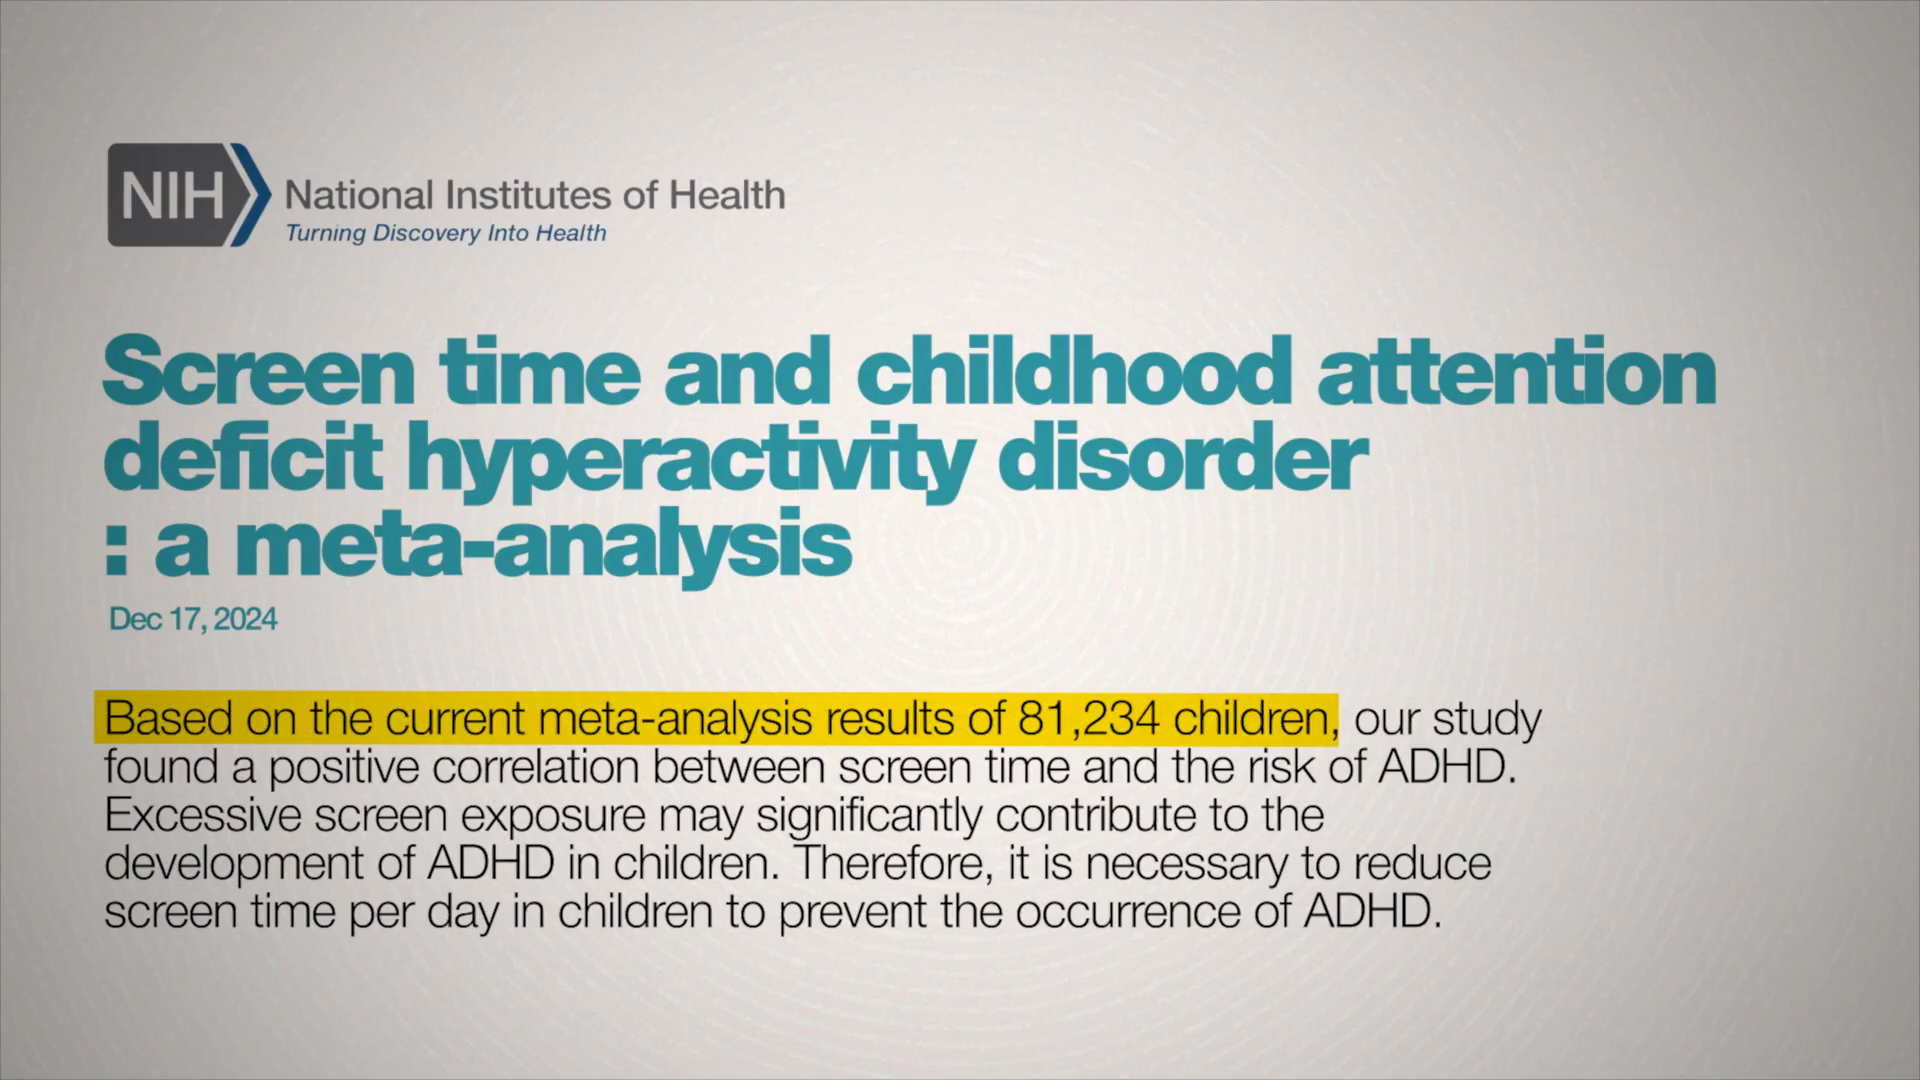 NIH National Institutes of Health
Turning Discovery Into Health
Screen time and childhood attention
deficit hyperactivity disorder
: a meta-analysis
Dec 17, 2024
Based on the current meta-analysis results of 81,234 children, our study
found a positive correlation between screen time and the risk of ADHD.
Excessive screen exposure may significantly contribute to the
development of ADHD in children. Therefore, it is necessary to reduce
screen time per day in children to prevent the occurrence of ADHD.